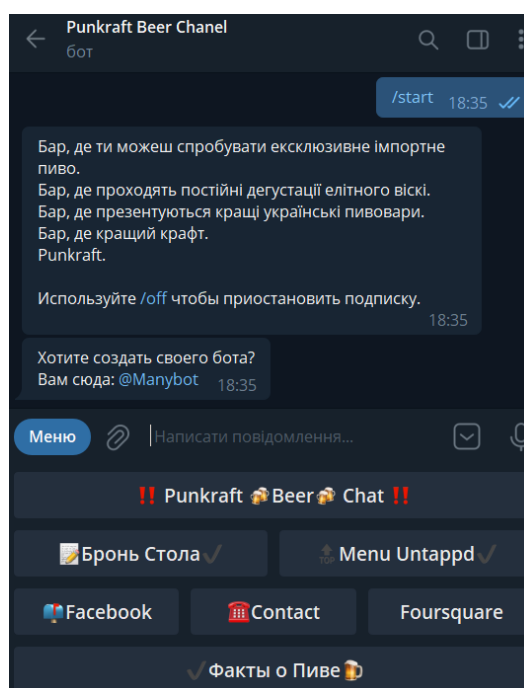 Punkraft Beer Chanel
бот
/start 18:35
Бар, де ти можеш спробувати ексклюзивне імпортне
пиво.
Бар, де проходять постійні дегустації елітного віскі.
Бар, де презентуються кращі українські пивовари.
Бар, де кращий крафт.
Punkraft.
Используйте /off чтобы приостановить подписку.
18:35
Хотите создать своего бота?
Вам сюда: @Manybot 18:35
Меню Написати повідомлення...
‼️ Punkraft 🍻Beer🍻 Chat ‼️
📝Бронь Стола✔️ 🔝Menu Untappd✔️
📫Facebook ☎️Contact Foursquare
✔️Факты о Пиве🍺